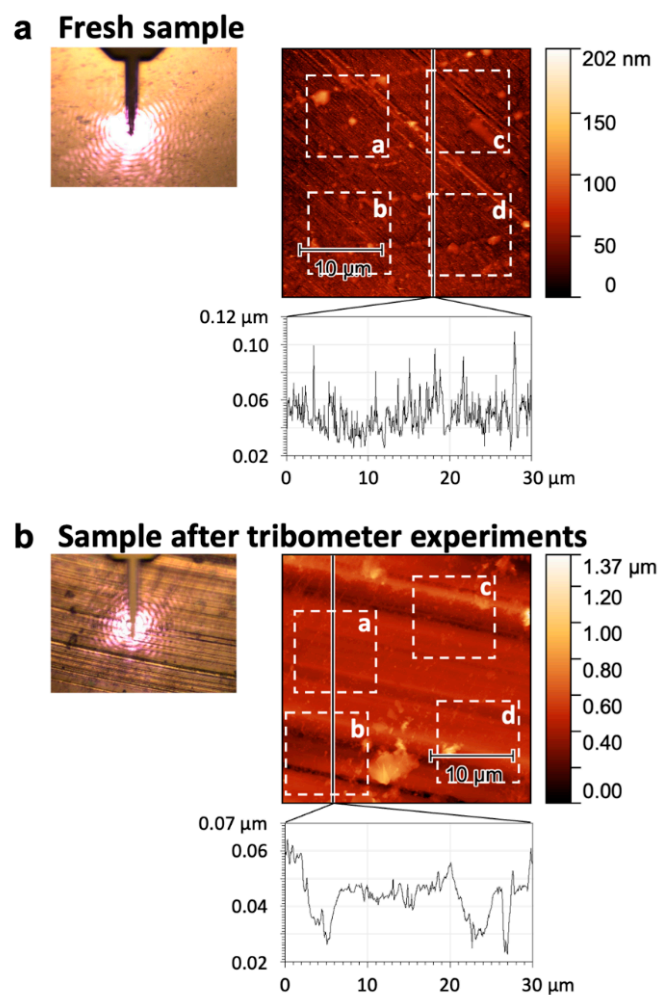 a Fresh sample
202 nm
150
100
50
0
a
c
b
d
10 µm
0.12 µm
0.10
0.06
0.02
0
10
20
30 µm
b Sample after tribometer experiments
1.37 µm
1.20
1.00
0.80
0.60
0.40
0.00
c
a
b
d
10 µm
0.07 µm
0.06
0.04
0.02
0
10
20
30 µm